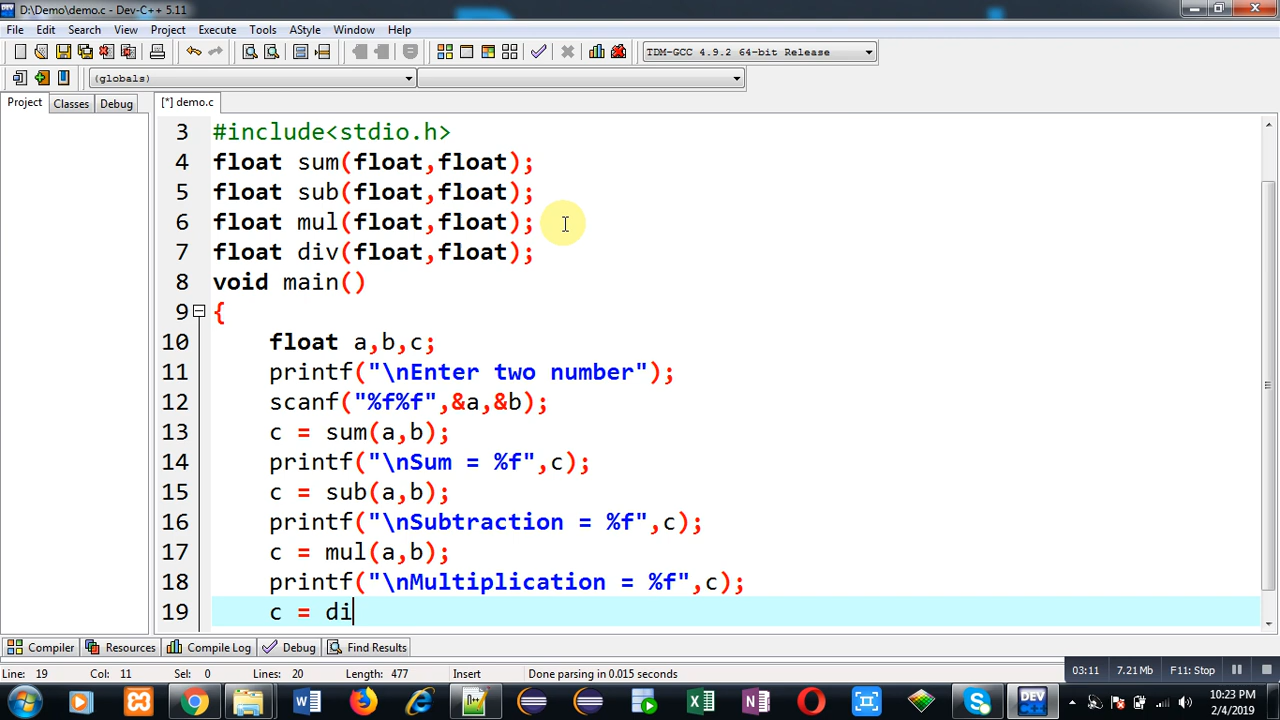 D:\Demo\demo.c - Dev-C++ 5.11
File Edit Search View Project Execute Tools AStyle Window Help
TDM-GCC 4.9.2 64-bit Release
(globals)
Project Classes Debug [*] demo.c
3 #include<stdio.h>
4 float sum(float,float);
5 float sub(float,float);
6 float mul(float,float);
7 float div(float,float);
8 void main()
9 {
10 float a,b,c;
11 printf("\nEnter two number");
12 scanf("%f%f",&a,&b);
13 c = sum(a,b);
14 printf("\nSum = %f",c);
15 c = sub(a,b);
16 printf("\nSubtraction = %f",c);
17 c = mul(a,b);
18 printf("\nMultiplication = %f",c);
19 c = di
Compiler Resources Compile Log Debug Find Results
Line: 19 Col: 11 Sel: 0 Lines: 20 Length: 477 Insert Done parsing in 0.015 seconds
03:11 7.21 Mb F11: Stop
DEV
10:23 PM
2/4/2019